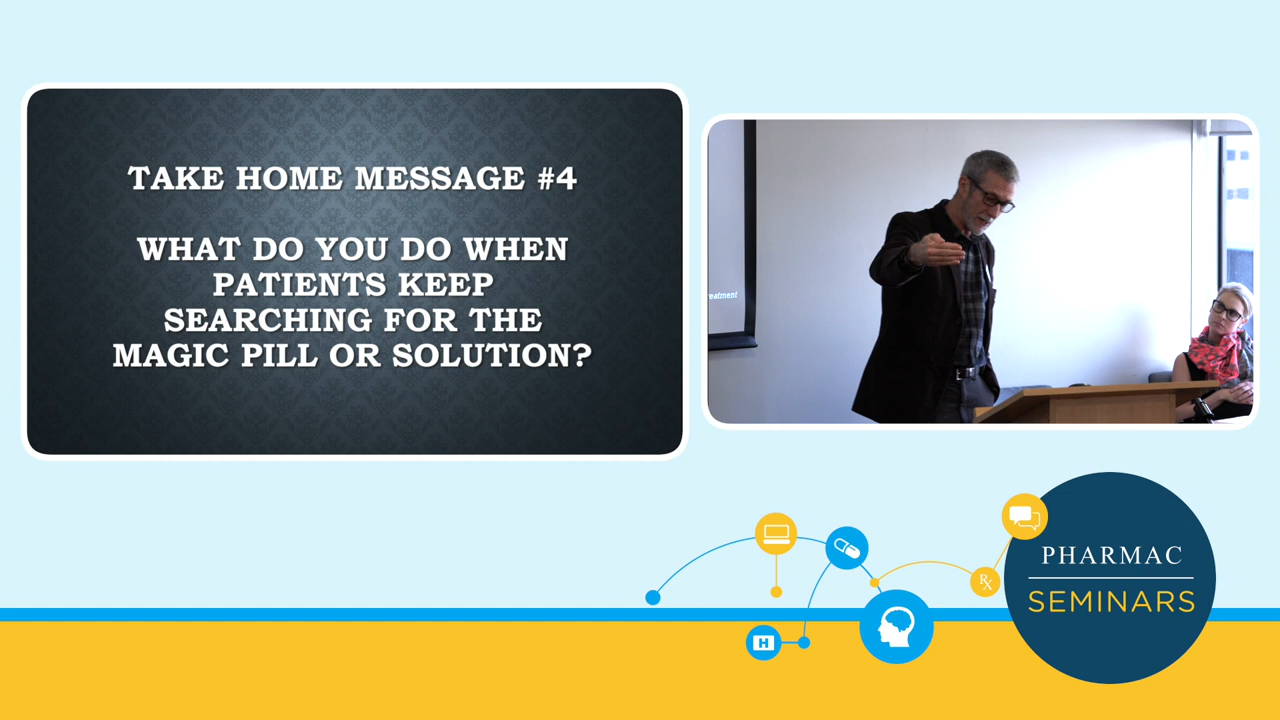 TAKE HOME MESSAGE #4
WHAT DO YOU DO WHEN
PATIENTS KEEP
SEARCHING FOR THE
MAGIC PILL OR SOLUTION?
eatment
H
Rx
PHARMAC
SEMINARS